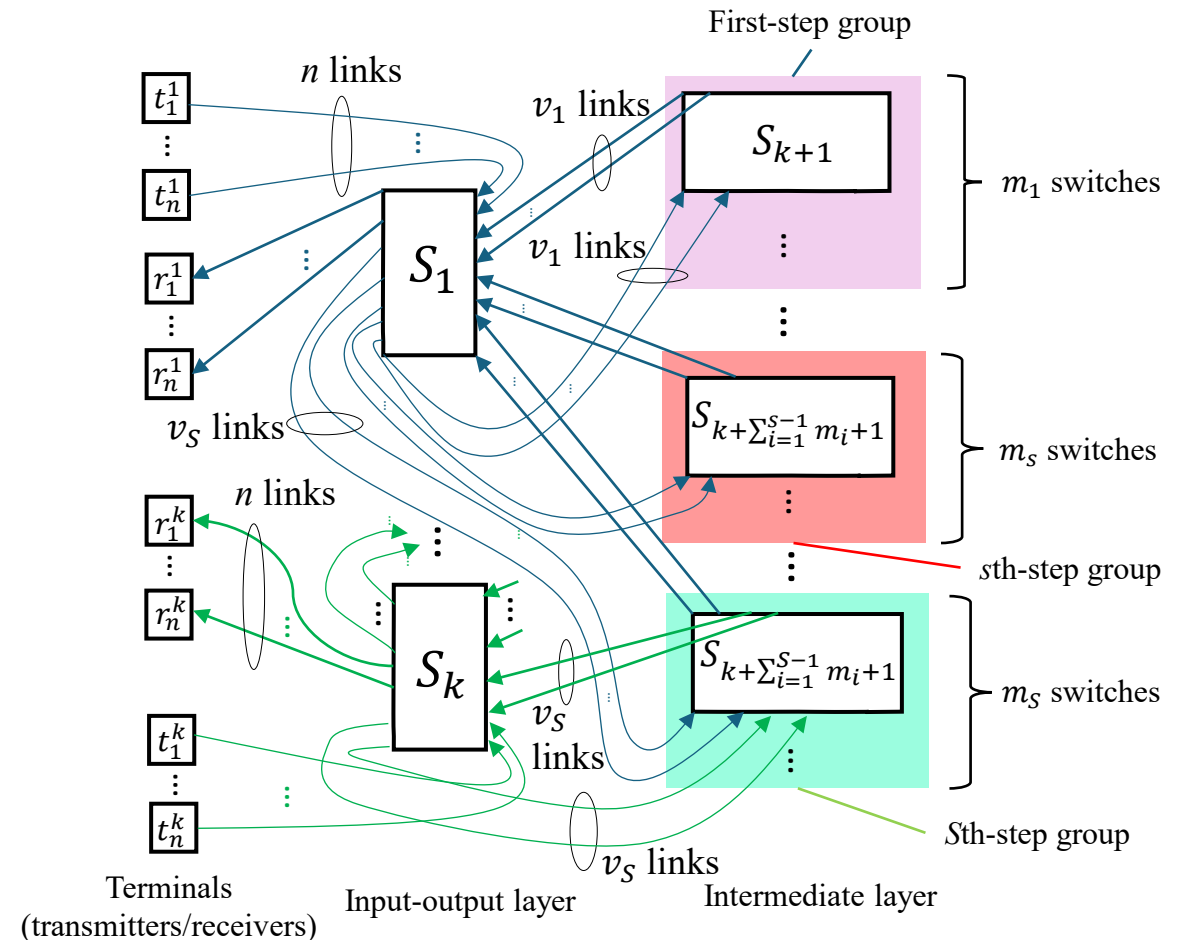 First-step group
n links
t_1^1
⋮
t_n^1
r_1^1
⋮
r_n^1
v_1 links
v_1 links
S_1
S_{k+1}
⋮
m_1 switches
⋮
v_S links
S_{k+\sum_{i=1}^{s-1} m_i+1}
⋮
m_s switches
sth-step group
⋮
n links
r_1^k
⋮
r_n^k
⋮
S_k
S_{k+\sum_{i=1}^{S-1} m_i+1}
⋮
m_S switches
v_S
links
t_1^k
⋮
t_n^k
v_S links
Sth-step group
Terminals
(transmitters/receivers)
Input-output layer
Intermediate layer